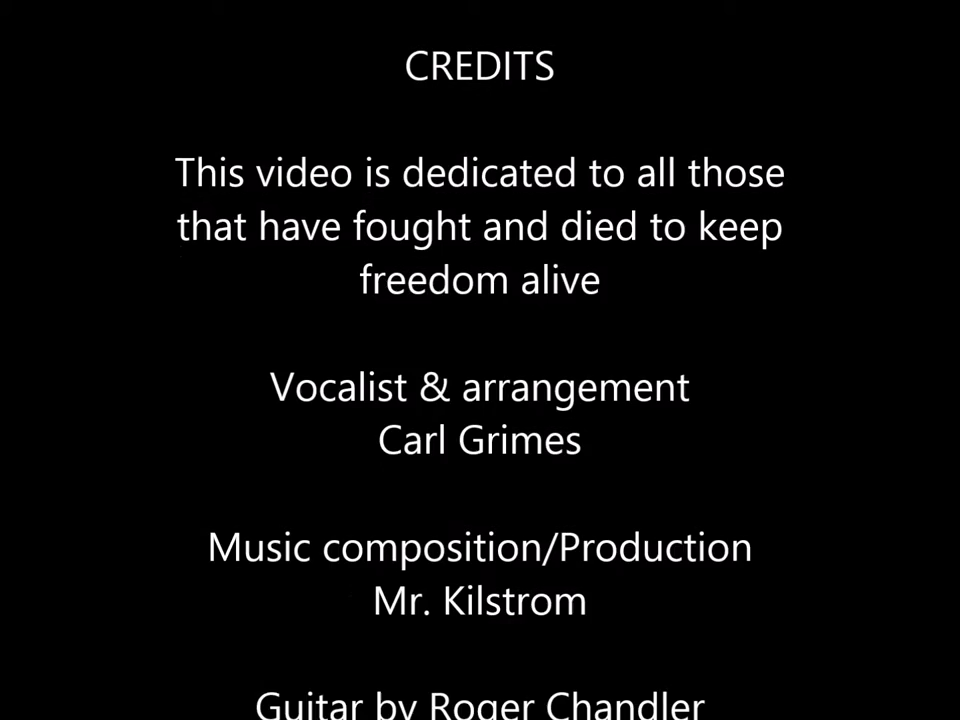 CREDITS
This video is dedicated to all those
that have fought and died to keep
freedom alive
Vocalist & arrangement
Carl Grimes
Music composition/Production
Mr. Kilstrom
Guitar by Roger Chandler